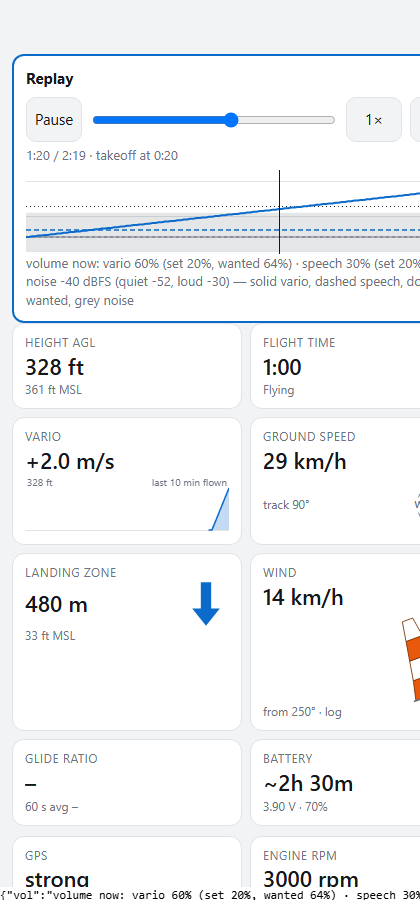 Replay
Pause
1×
1:20 / 2:19 · takeoff at 0:20
volume now: vario 60% (set 20%, wanted 64%) · speech 30% (set 20%
noise -40 dBFS (quiet -52, loud -30) — solid vario, dashed speech, do
wanted, grey noise
HEIGHT AGL
328 ft
361 ft MSL
FLIGHT TIME
1:00
Flying
VARIO
+2.0 m/s
328 ft
last 10 min flown
GROUND SPEED
29 km/h
track 90°
LANDING ZONE
480 m
33 ft MSL
WIND
14 km/h
from 250° · log
GLIDE RATIO
–
60 s avg –
BATTERY
~2h 30m
3.90 V · 70%
GPS
strong
ENGINE RPM
3000 rpm
{"vol":"volume now: vario 60% (set 20%, wanted 64%) · speech 30%